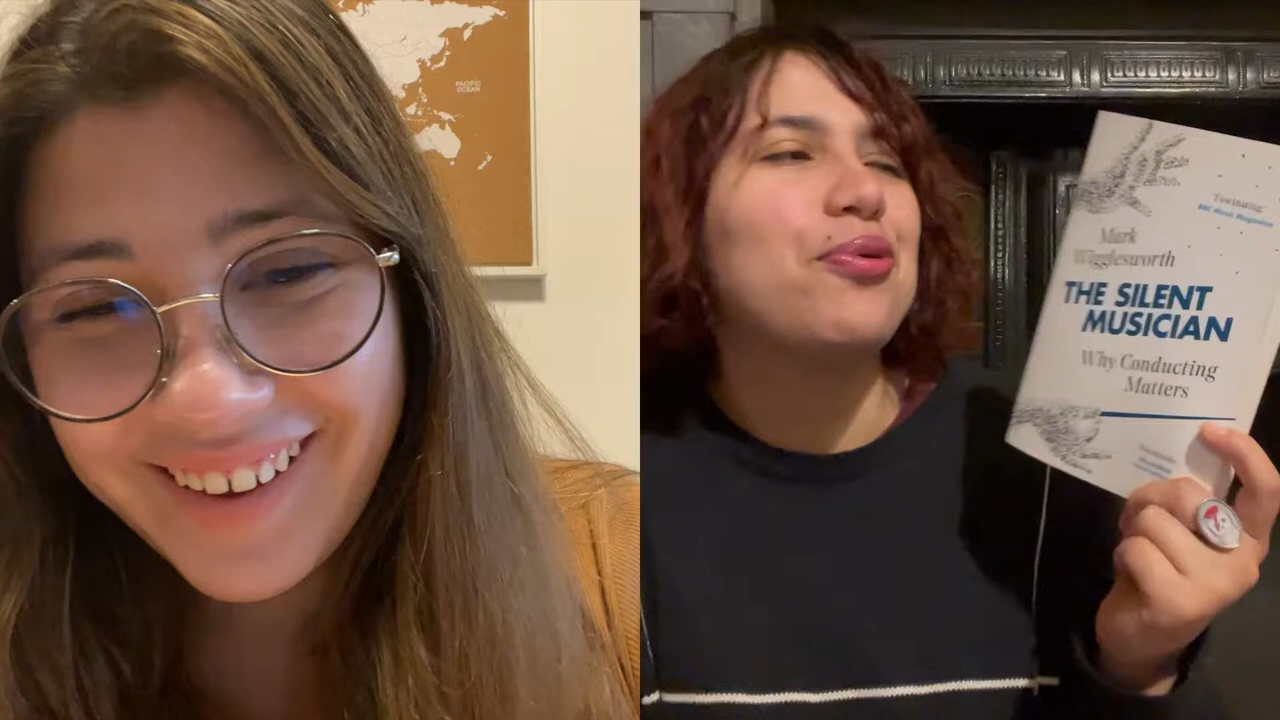 PACIFIC
OCEAN
'Fascinating.'
BBC Music Magazine
Mark
Wigglesworth
THE SILENT
MUSICIAN
Why Conducting
Matters